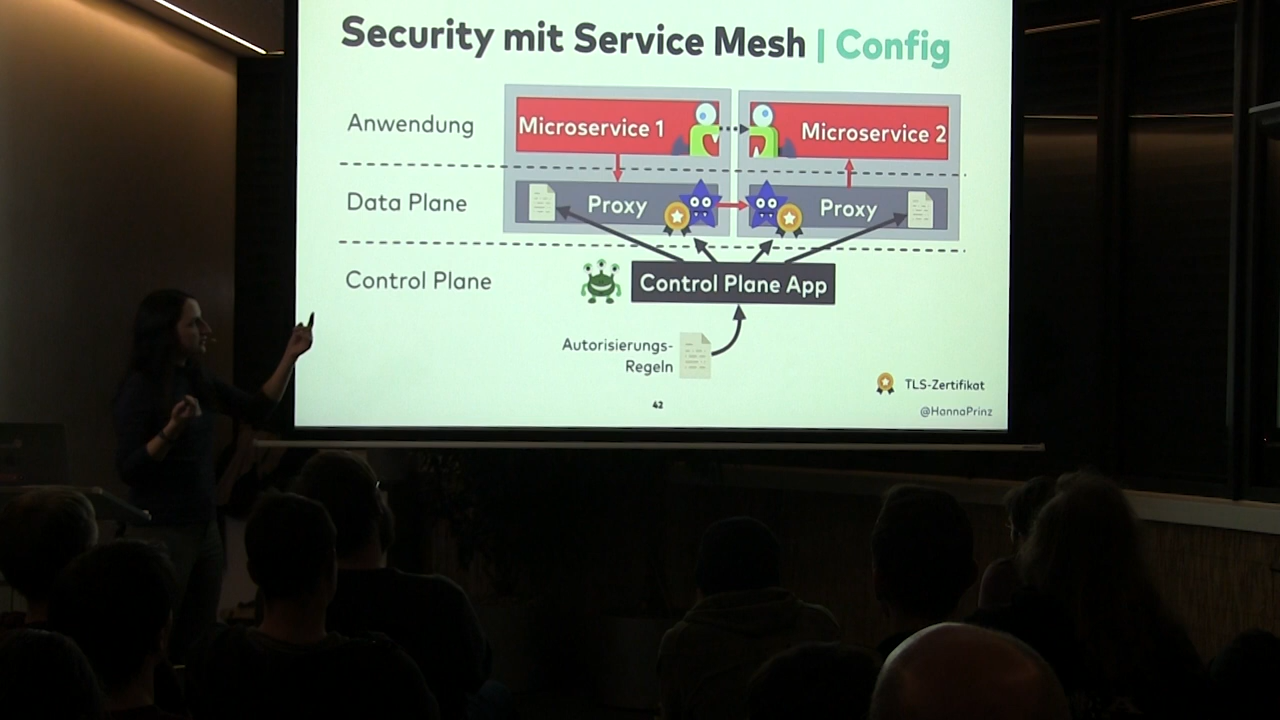 Security mit Service Mesh | Config
Anwendung
Microservice 1
Microservice 2
Data Plane
Proxy
Proxy
Control Plane
Control Plane App
Autorisierungs-
Regeln
TLS-Zertifikat
42
@HannaPrinz